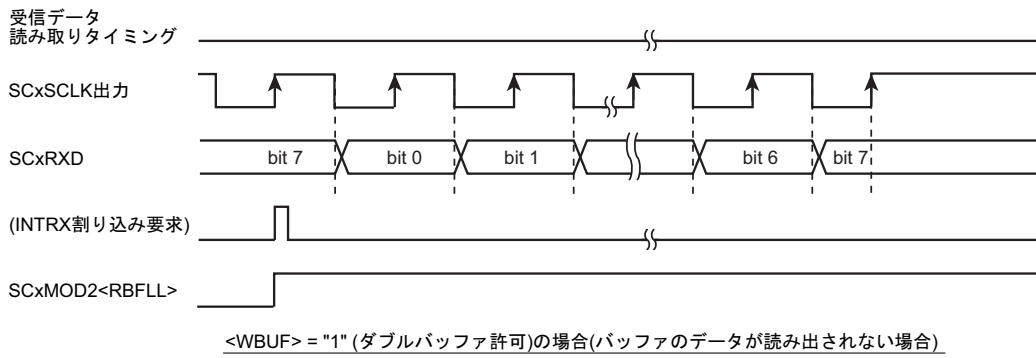 受信データ
読み取りタイミング
SCxSCLK出力
SCxRXD
bit 7
bit 0
bit 1
bit 6
bit 7
(INTRX割り込み要求)
SCxMOD2<RBFLL>
<WBUF> = "1" (ダブルバッファ許可)の場合(バッファのデータが読み出されない場合)